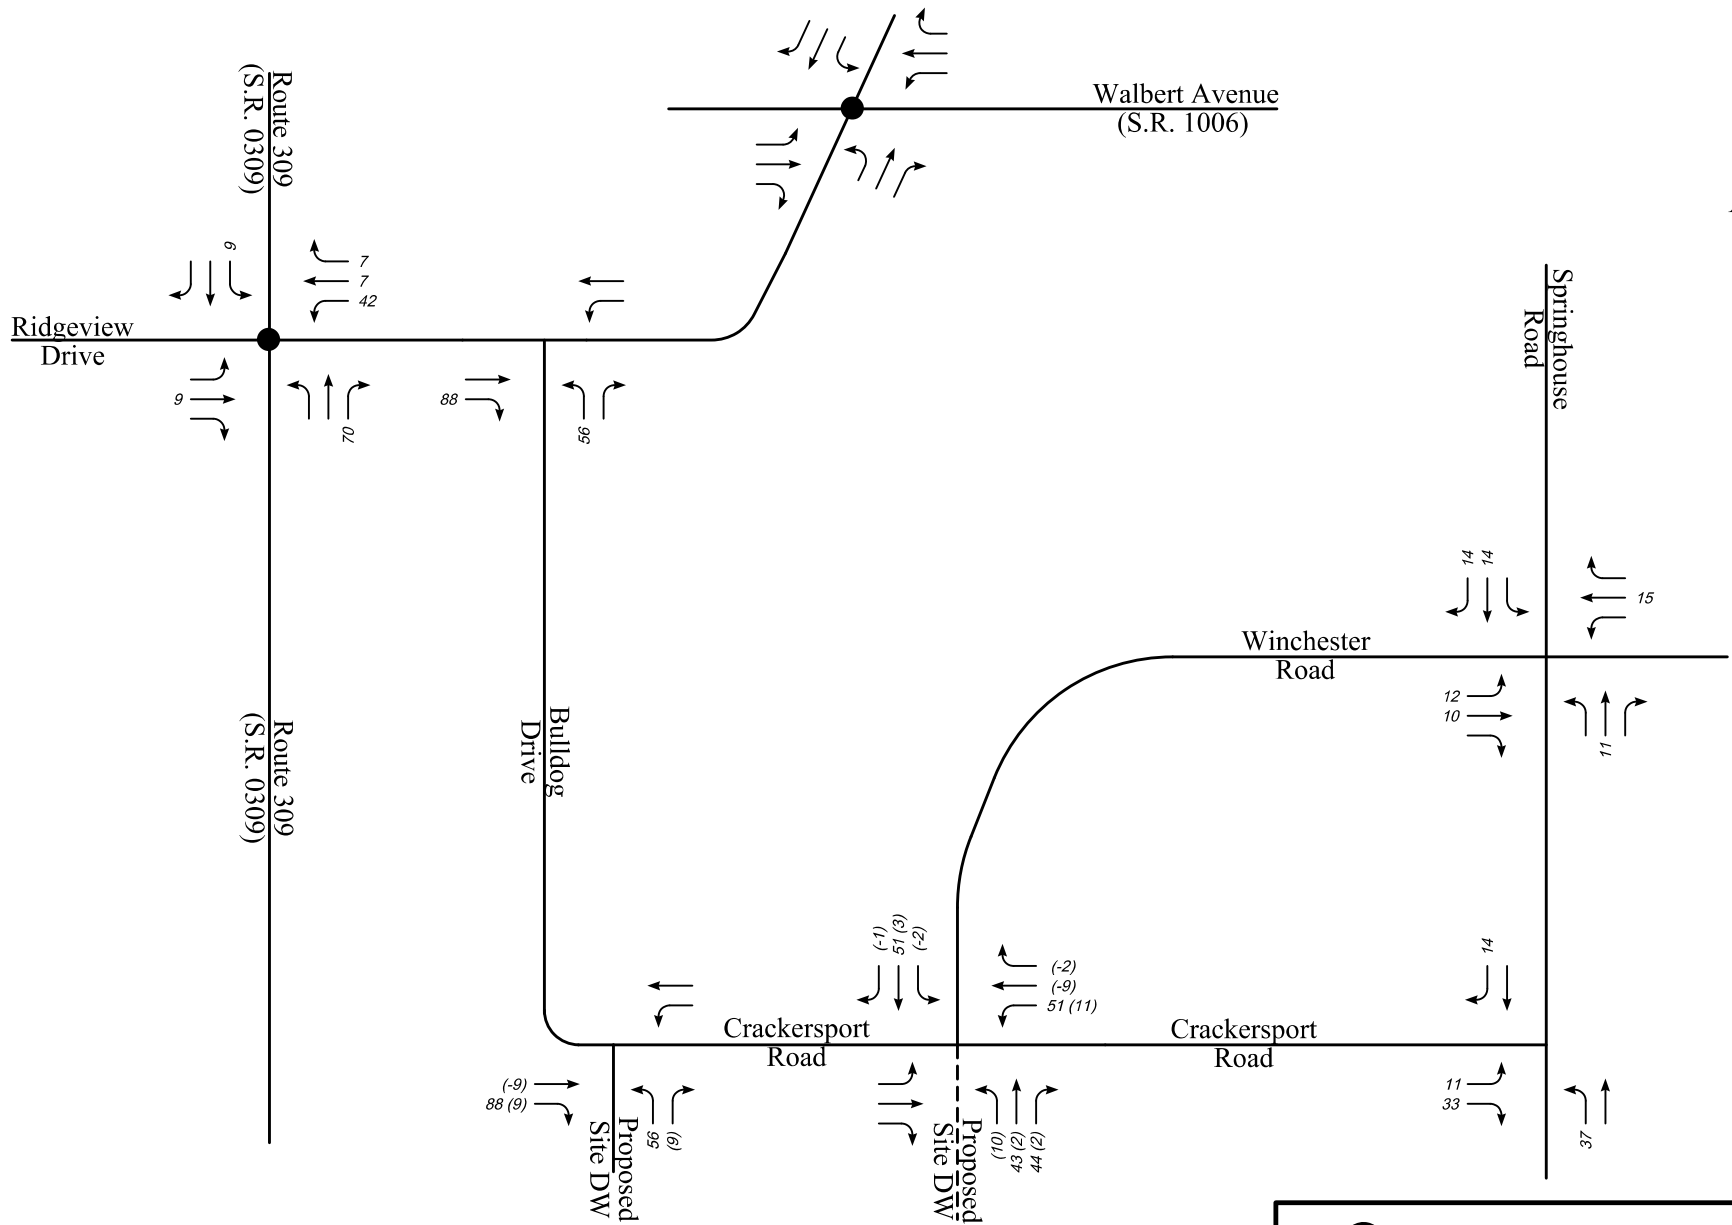 Walbert Avenue
(S.R. 1006)
Route 309
(S.R. 0309)
9
7
7
42
Ridgeview
Drive
9
70
88
56
Springhouse
Road
14
14
15
Winchester
Road
12
10
11
Bulldog
Drive
Route 309
(S.R. 0309)
(-1)
51 (3)
(-2)
(-2)
(-9)
51 (11)
14
Crackersport
Road
Crackersport
Road
(-9)
88 (9)
56
(9)
Proposed
Site DW
(10)
43 (2)
44 (2)
Proposed
Site DW
11
33
37